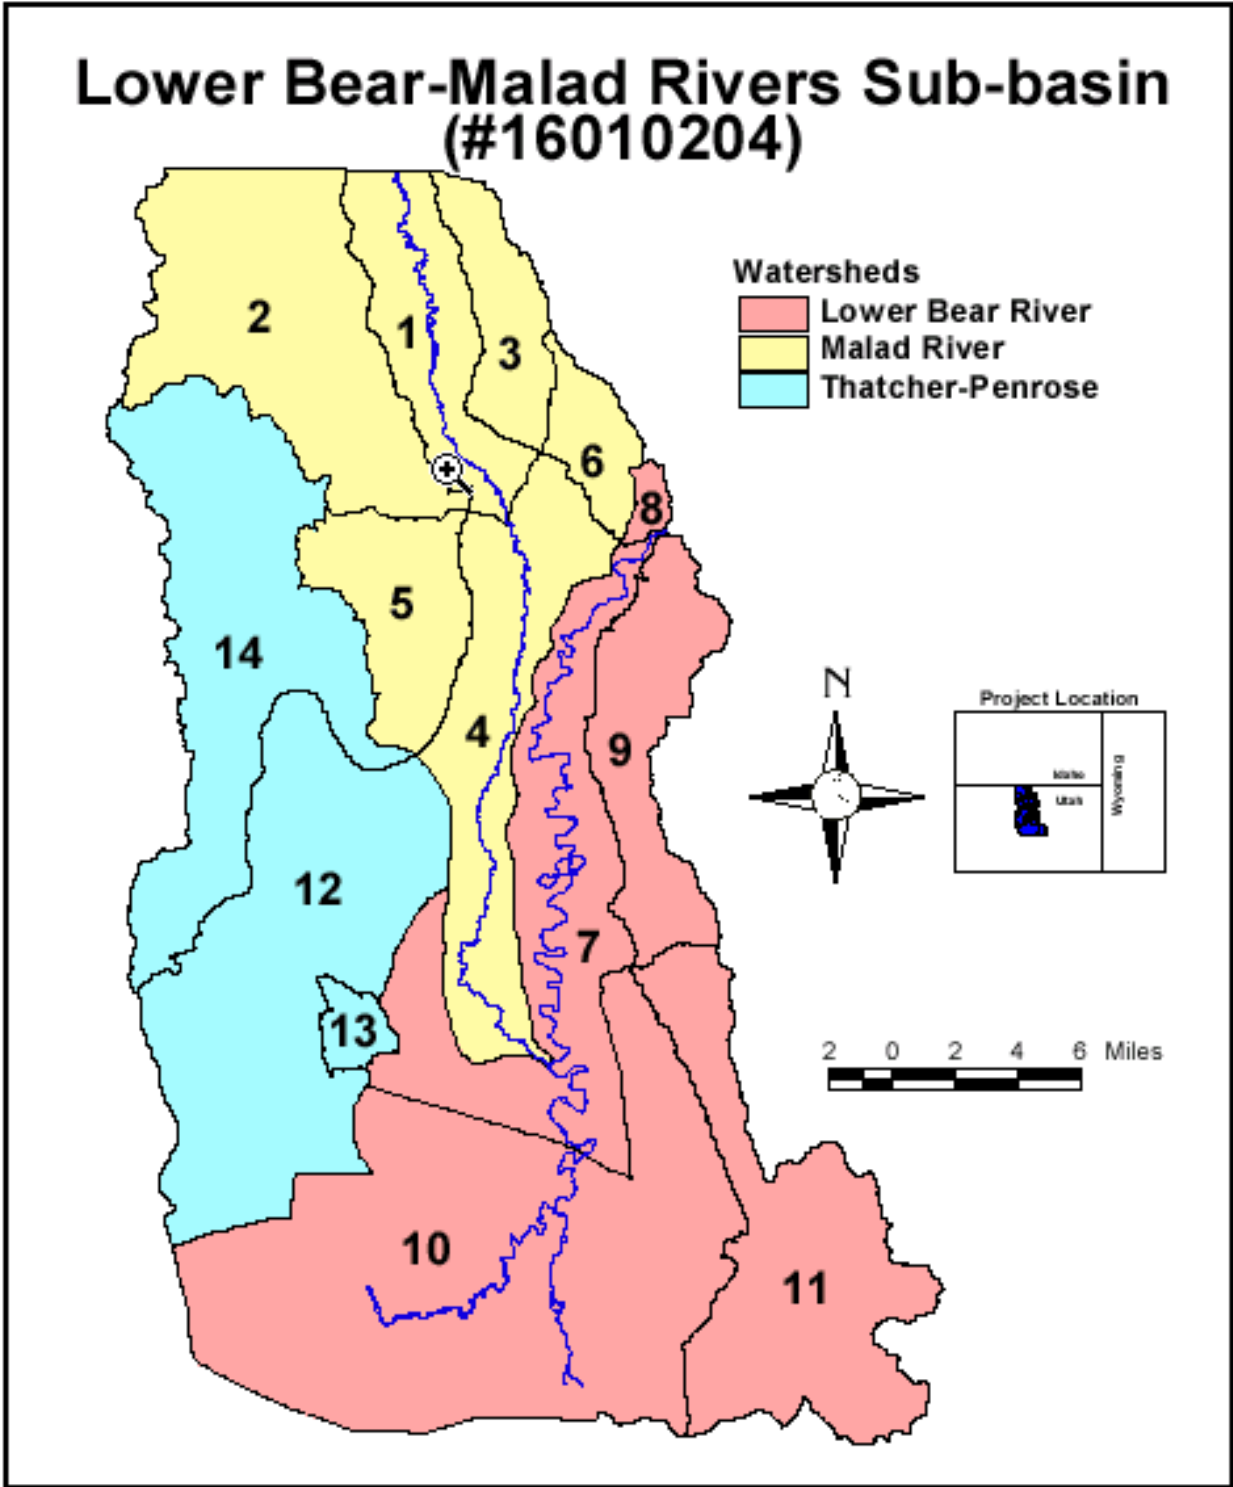 Lower Bear-Malad Rivers Sub-basin
(#16010204)
Watersheds
Lower Bear River
Malad River
Thatcher-Penrose
2
1
3
6
8
5
14
4
9
12
7
13
10
11
N
Project Location
Idaho
Utah
Wyoming
2 0 2 4 6 Miles